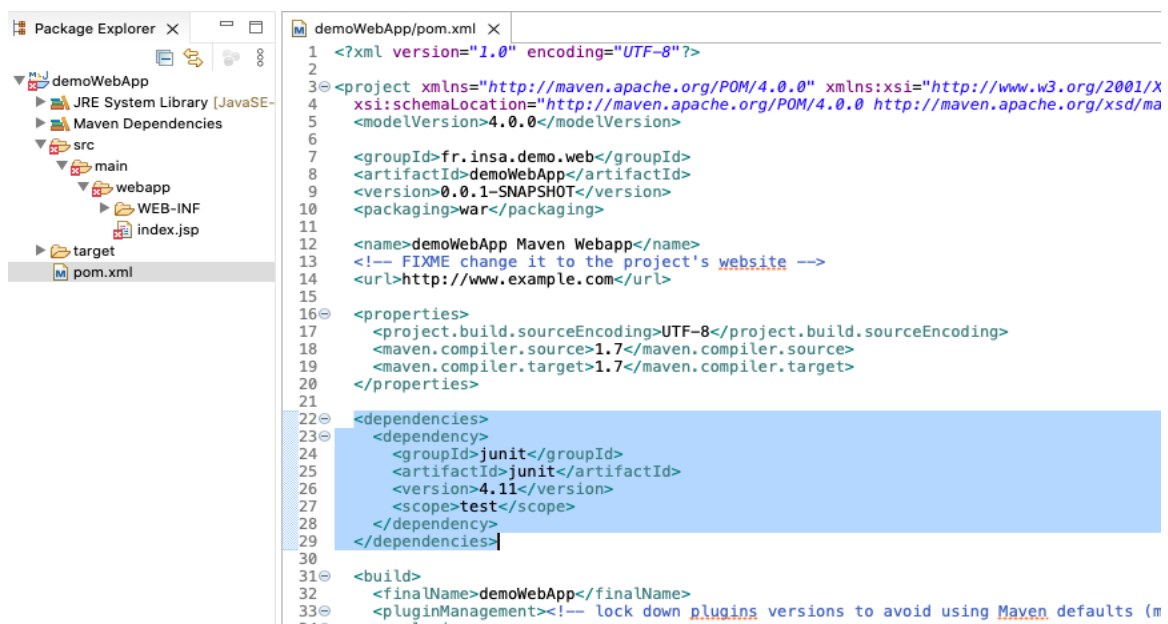 Package Explorer
demoWebApp
JRE System Library [JavaSE-
Maven Dependencies
src
main
webapp
WEB-INF
index.jsp
target
pom.xml
demoWebApp/pom.xml
1 <?xml version="1.0" encoding="UTF-8"?>
2
3 <project xmlns="http://maven.apache.org/POM/4.0.0" xmlns:xsi="http://www.w3.org/2001/X
4 xsi:schemaLocation="http://maven.apache.org/POM/4.0.0 http://maven.apache.org/xsd/ma
5 <modelVersion>4.0.0</modelVersion>
6
7 <groupId>fr.insa.demo.web</groupId>
8 <artifactId>demoWebApp</artifactId>
9 <version>0.0.1-SNAPSHOT</version>
10 <packaging>war</packaging>
11
12 <name>demoWebApp Maven Webapp</name>
13 <!-- FIXME change it to the project's website -->
14 <url>http://www.example.com</url>
15
16 <properties>
17 <project.build.sourceEncoding>UTF-8</project.build.sourceEncoding>
18 <maven.compiler.source>1.7</maven.compiler.source>
19 <maven.compiler.target>1.7</maven.compiler.target>
20 </properties>
21
22 <dependencies>
23 <dependency>
24 <groupId>junit</groupId>
25 <artifactId>junit</artifactId>
26 <version>4.11</version>
27 <scope>test</scope>
28 </dependency>
29 </dependencies>
30
31 <build>
32 <finalName>demoWebApp</finalName>
33 <pluginManagement><!-- lock down plugins versions to avoid using Maven defaults (m